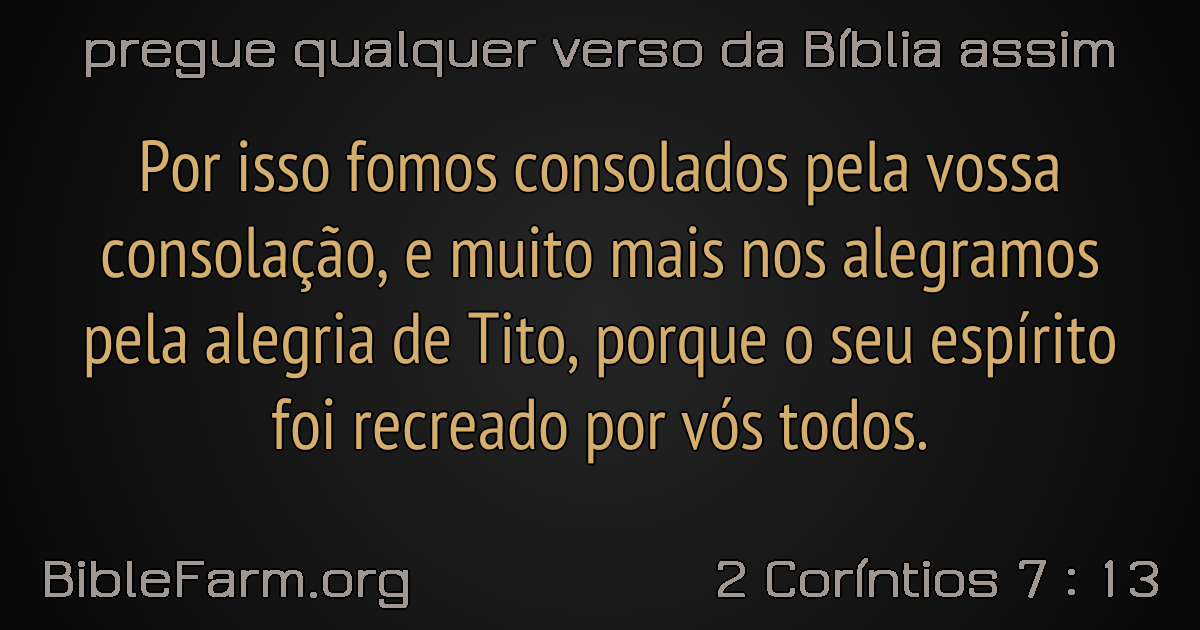 pregue qualquer verso da Bíblia assim
Por isso fomos consolados pela vossa
consolação, e muito mais nos alegramos
pela alegria de Tito, porque o seu espírito
foi recreado por vós todos.
BibleFarm.org
2 Coríntios 7 : 13